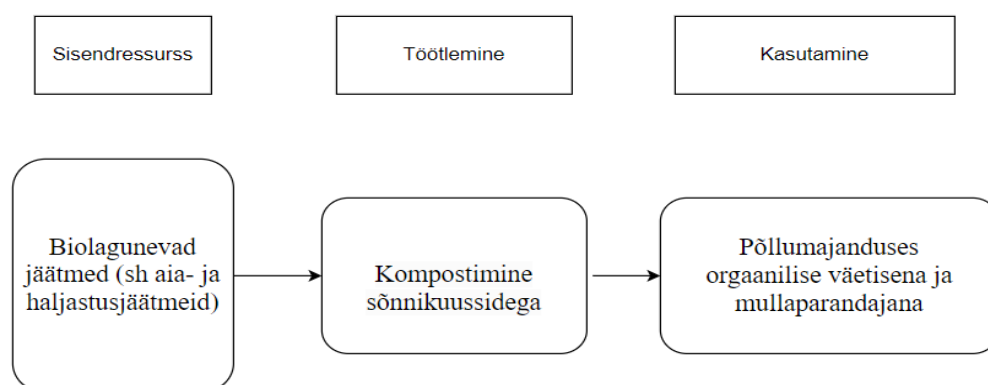 Sisendressurss
Töötlemine
Kasutamine
Biolagunevad
jäätmed (sh aia- ja
haljastusjäätmeid)
Kompostimine
sõnnikuussidega
Põllumajanduses
orgaanilise väetisena ja
mullaparandajana